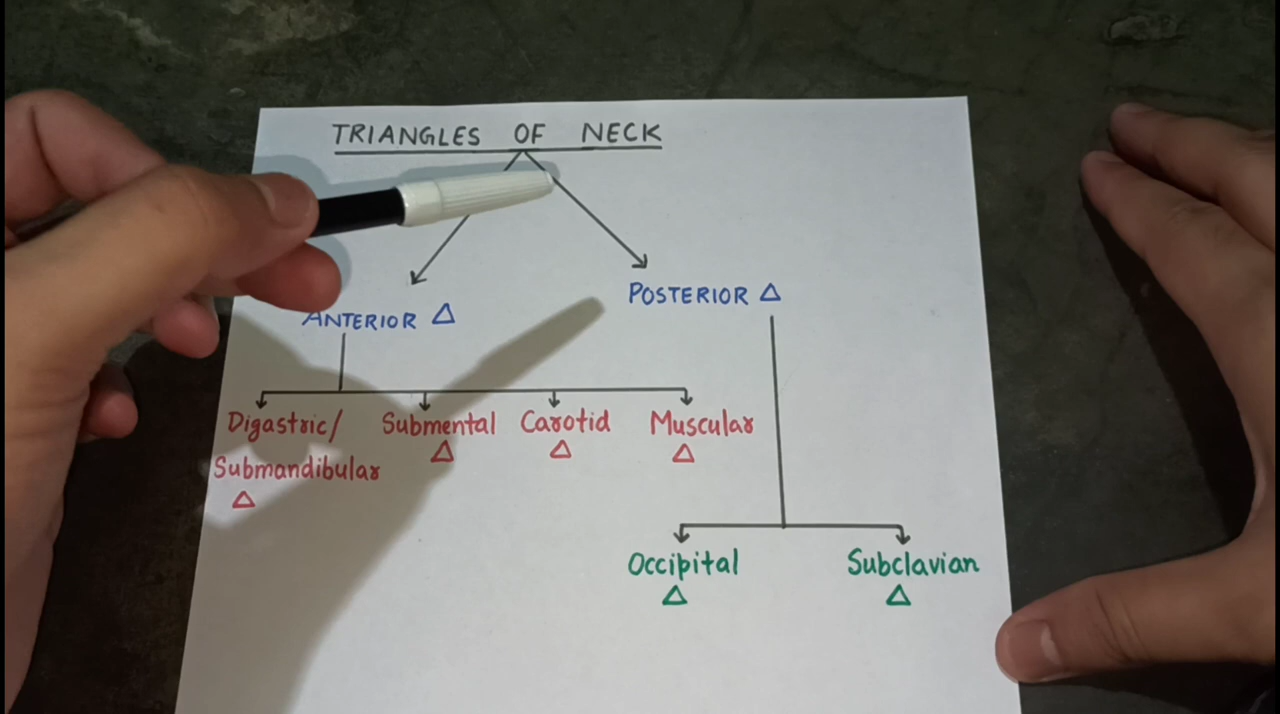 TRIANGLES OF NECK
ANTERIOR △
POSTERIOR △
Digastric/
Submandibular
△
Submental
△
Carotid
△
Muscular
△
Occipital
△
Subclavian
△